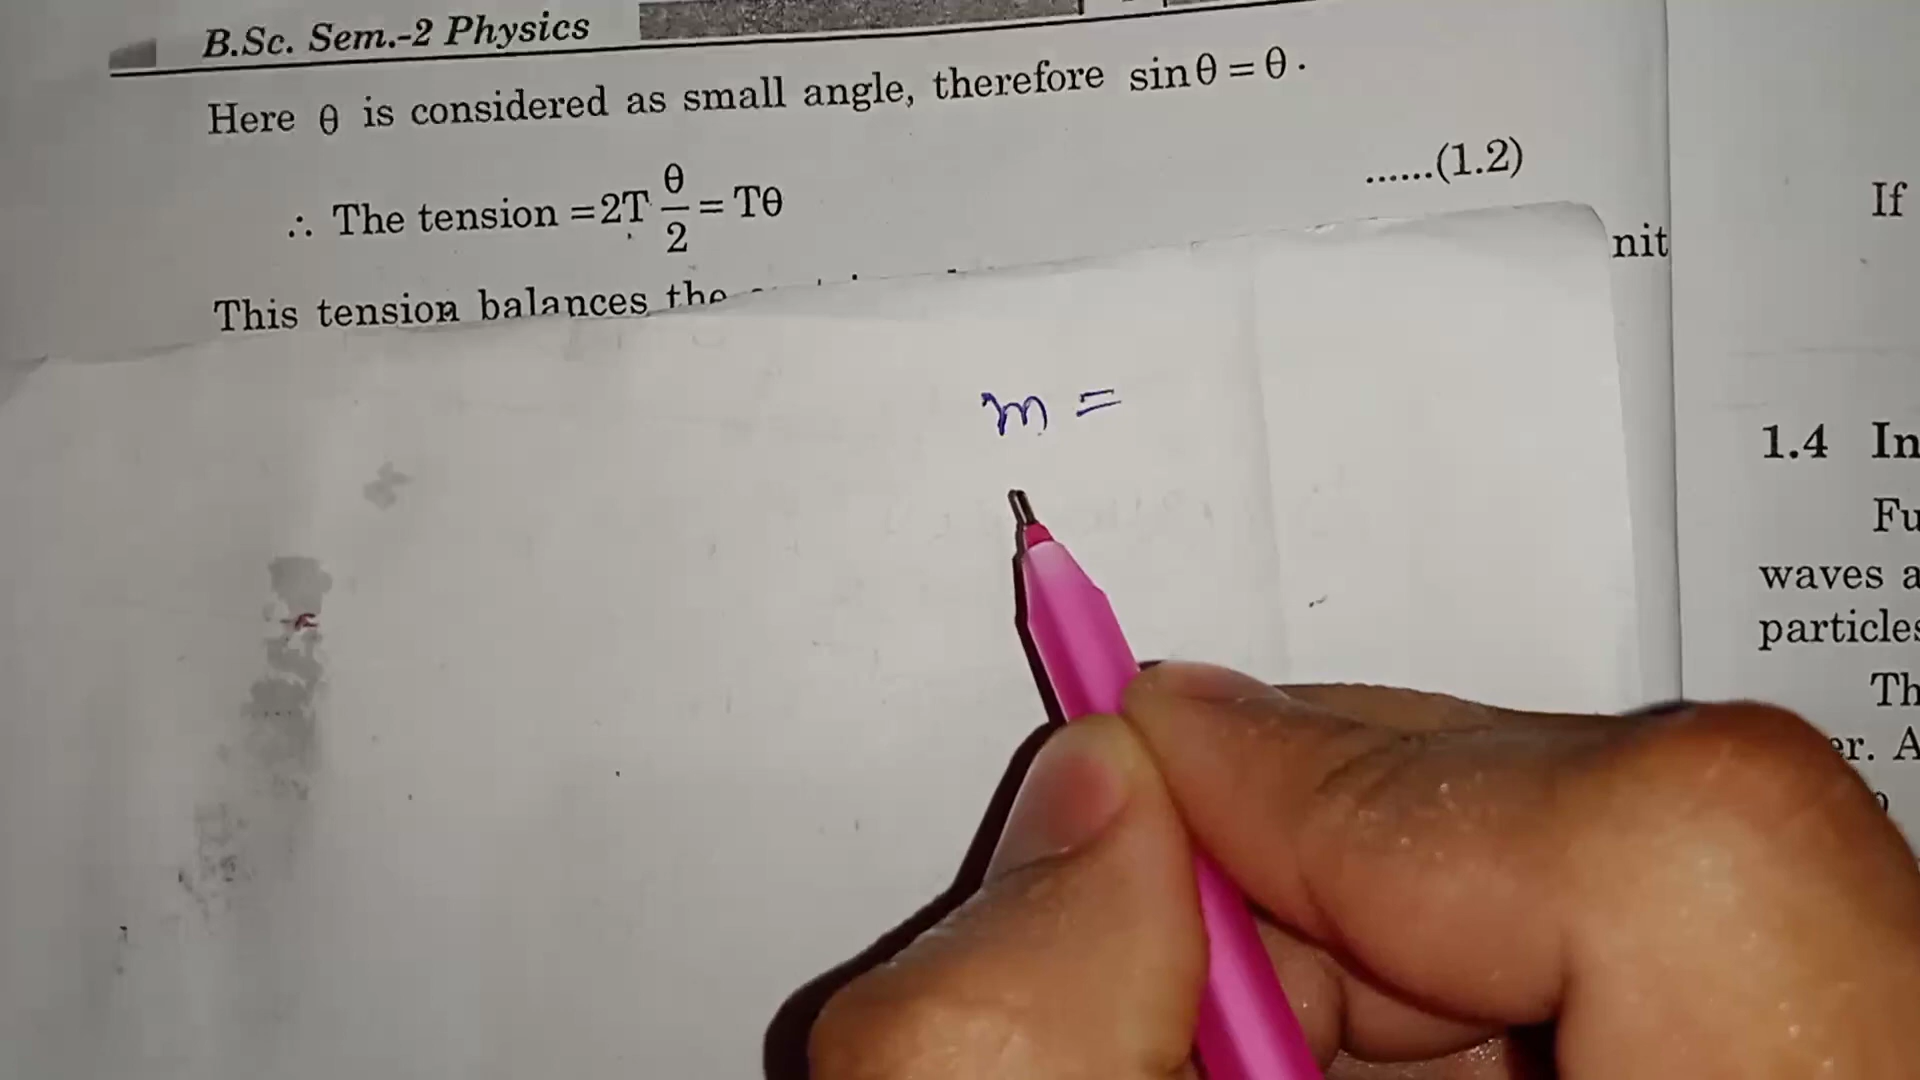 B.Sc. Sem.-2 Physics
Here θ is considered as small angle, therefore sinθ = θ.
∴ The tension = 2T θ/2 = Tθ ......(1.2)
This tension balances the
nit
m =
If
1.4 In
Fu
waves a
particles
Th
er. A